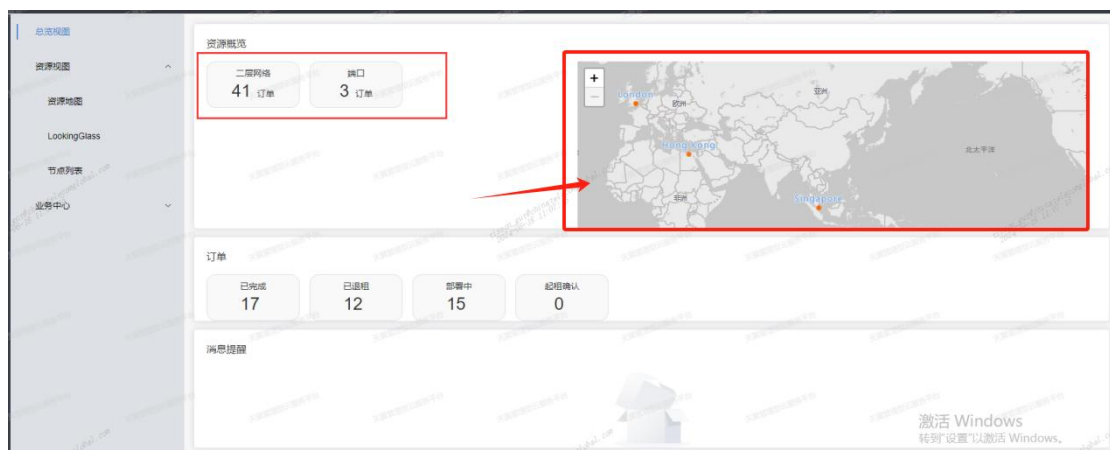 总览视图
资源视图
资源地图
LookingGlass
节点列表
业务中心
资源概览
二层网络
41 订单
端口
3 订单
+
−
London
欧洲
亚洲
Hong Kong
非洲
Singapore
北太平洋
订单
已完成
17
已退租
12
部署中
15
起租确认
0
消息提醒
激活 Windows
转到"设置"以激活 Windows。